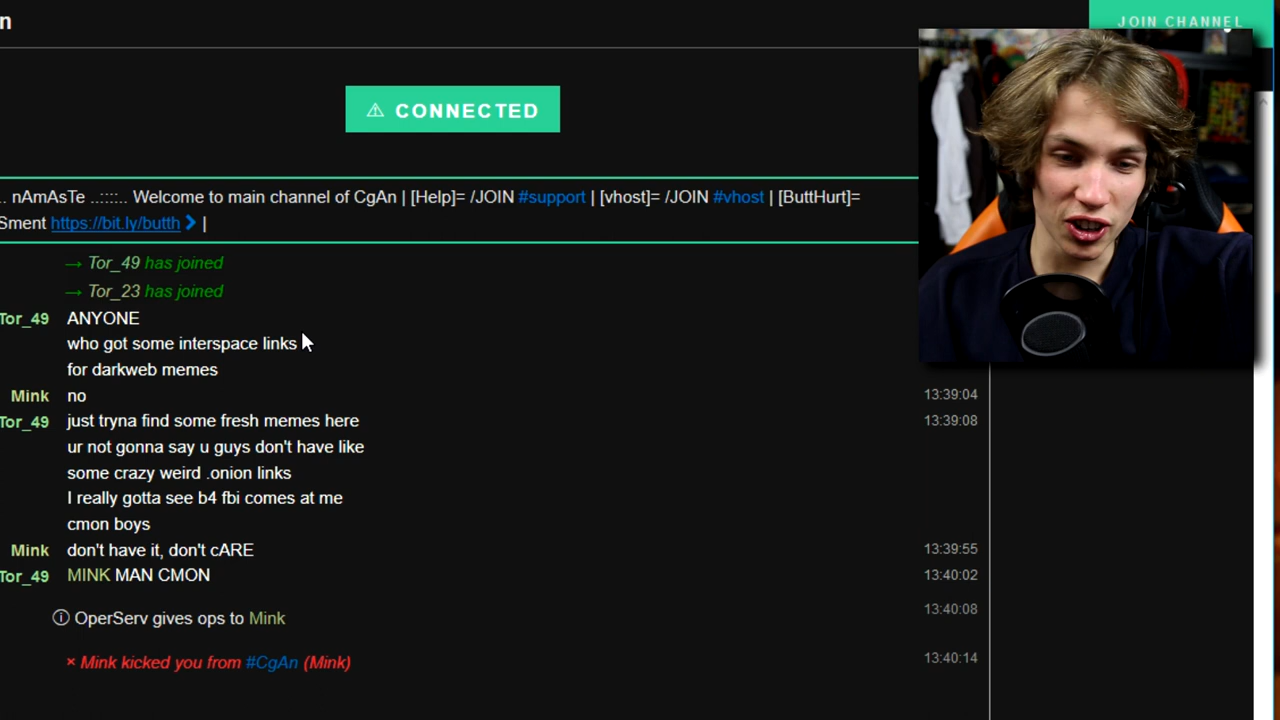 n
JOIN CHANNEL
⚠ CONNECTED
.. nAmAsTe ..:::::.. Welcome to main channel of CgAn | [Help]= /JOIN #support | [vhost]= /JOIN #vhost | [ButtHurt]=
Sment https://bit.ly/butth |
→ Tor_49 has joined
→ Tor_23 has joined
Tor_49 ANYONE
who got some interspace links
for darkweb memes
Mink no 13:39:04
Tor_49 just tryna find some fresh memes here 13:39:08
ur not gonna say u guys don't have like
some crazy weird .onion links
I really gotta see b4 fbi comes at me
cmon boys
Mink don't have it, don't cARE 13:39:55
Tor_49 MINK MAN CMON 13:40:02
ⓘ OperServ gives ops to Mink 13:40:08
× Mink kicked you from #CgAn (Mink) 13:40:14